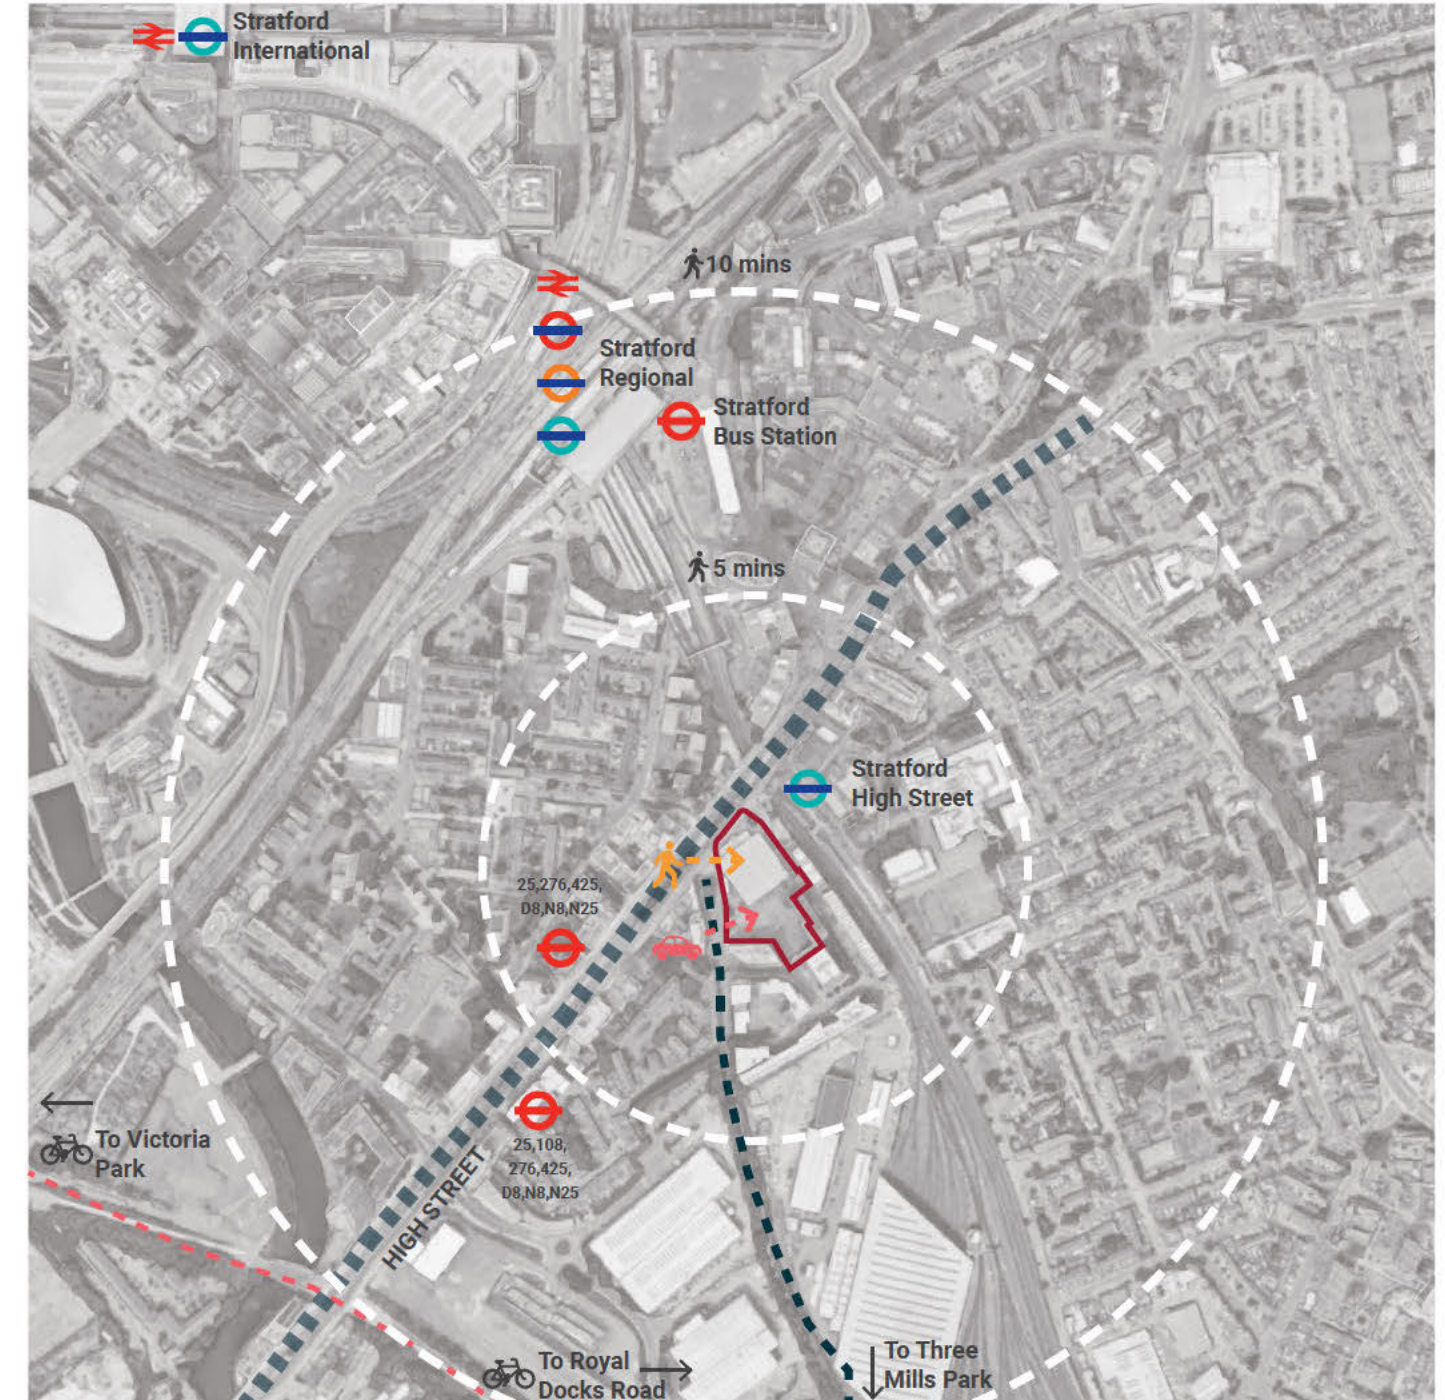 Stratford
International
10 mins
Stratford
Regional
Stratford
Bus Station
5 mins
Stratford
High Street
25,276,425,
D8,N8,N25
25,108,
276,425,
D8,N8,N25
HIGH STREET
To Victoria
Park
To Royal
Docks Road
To Three
Mills Park